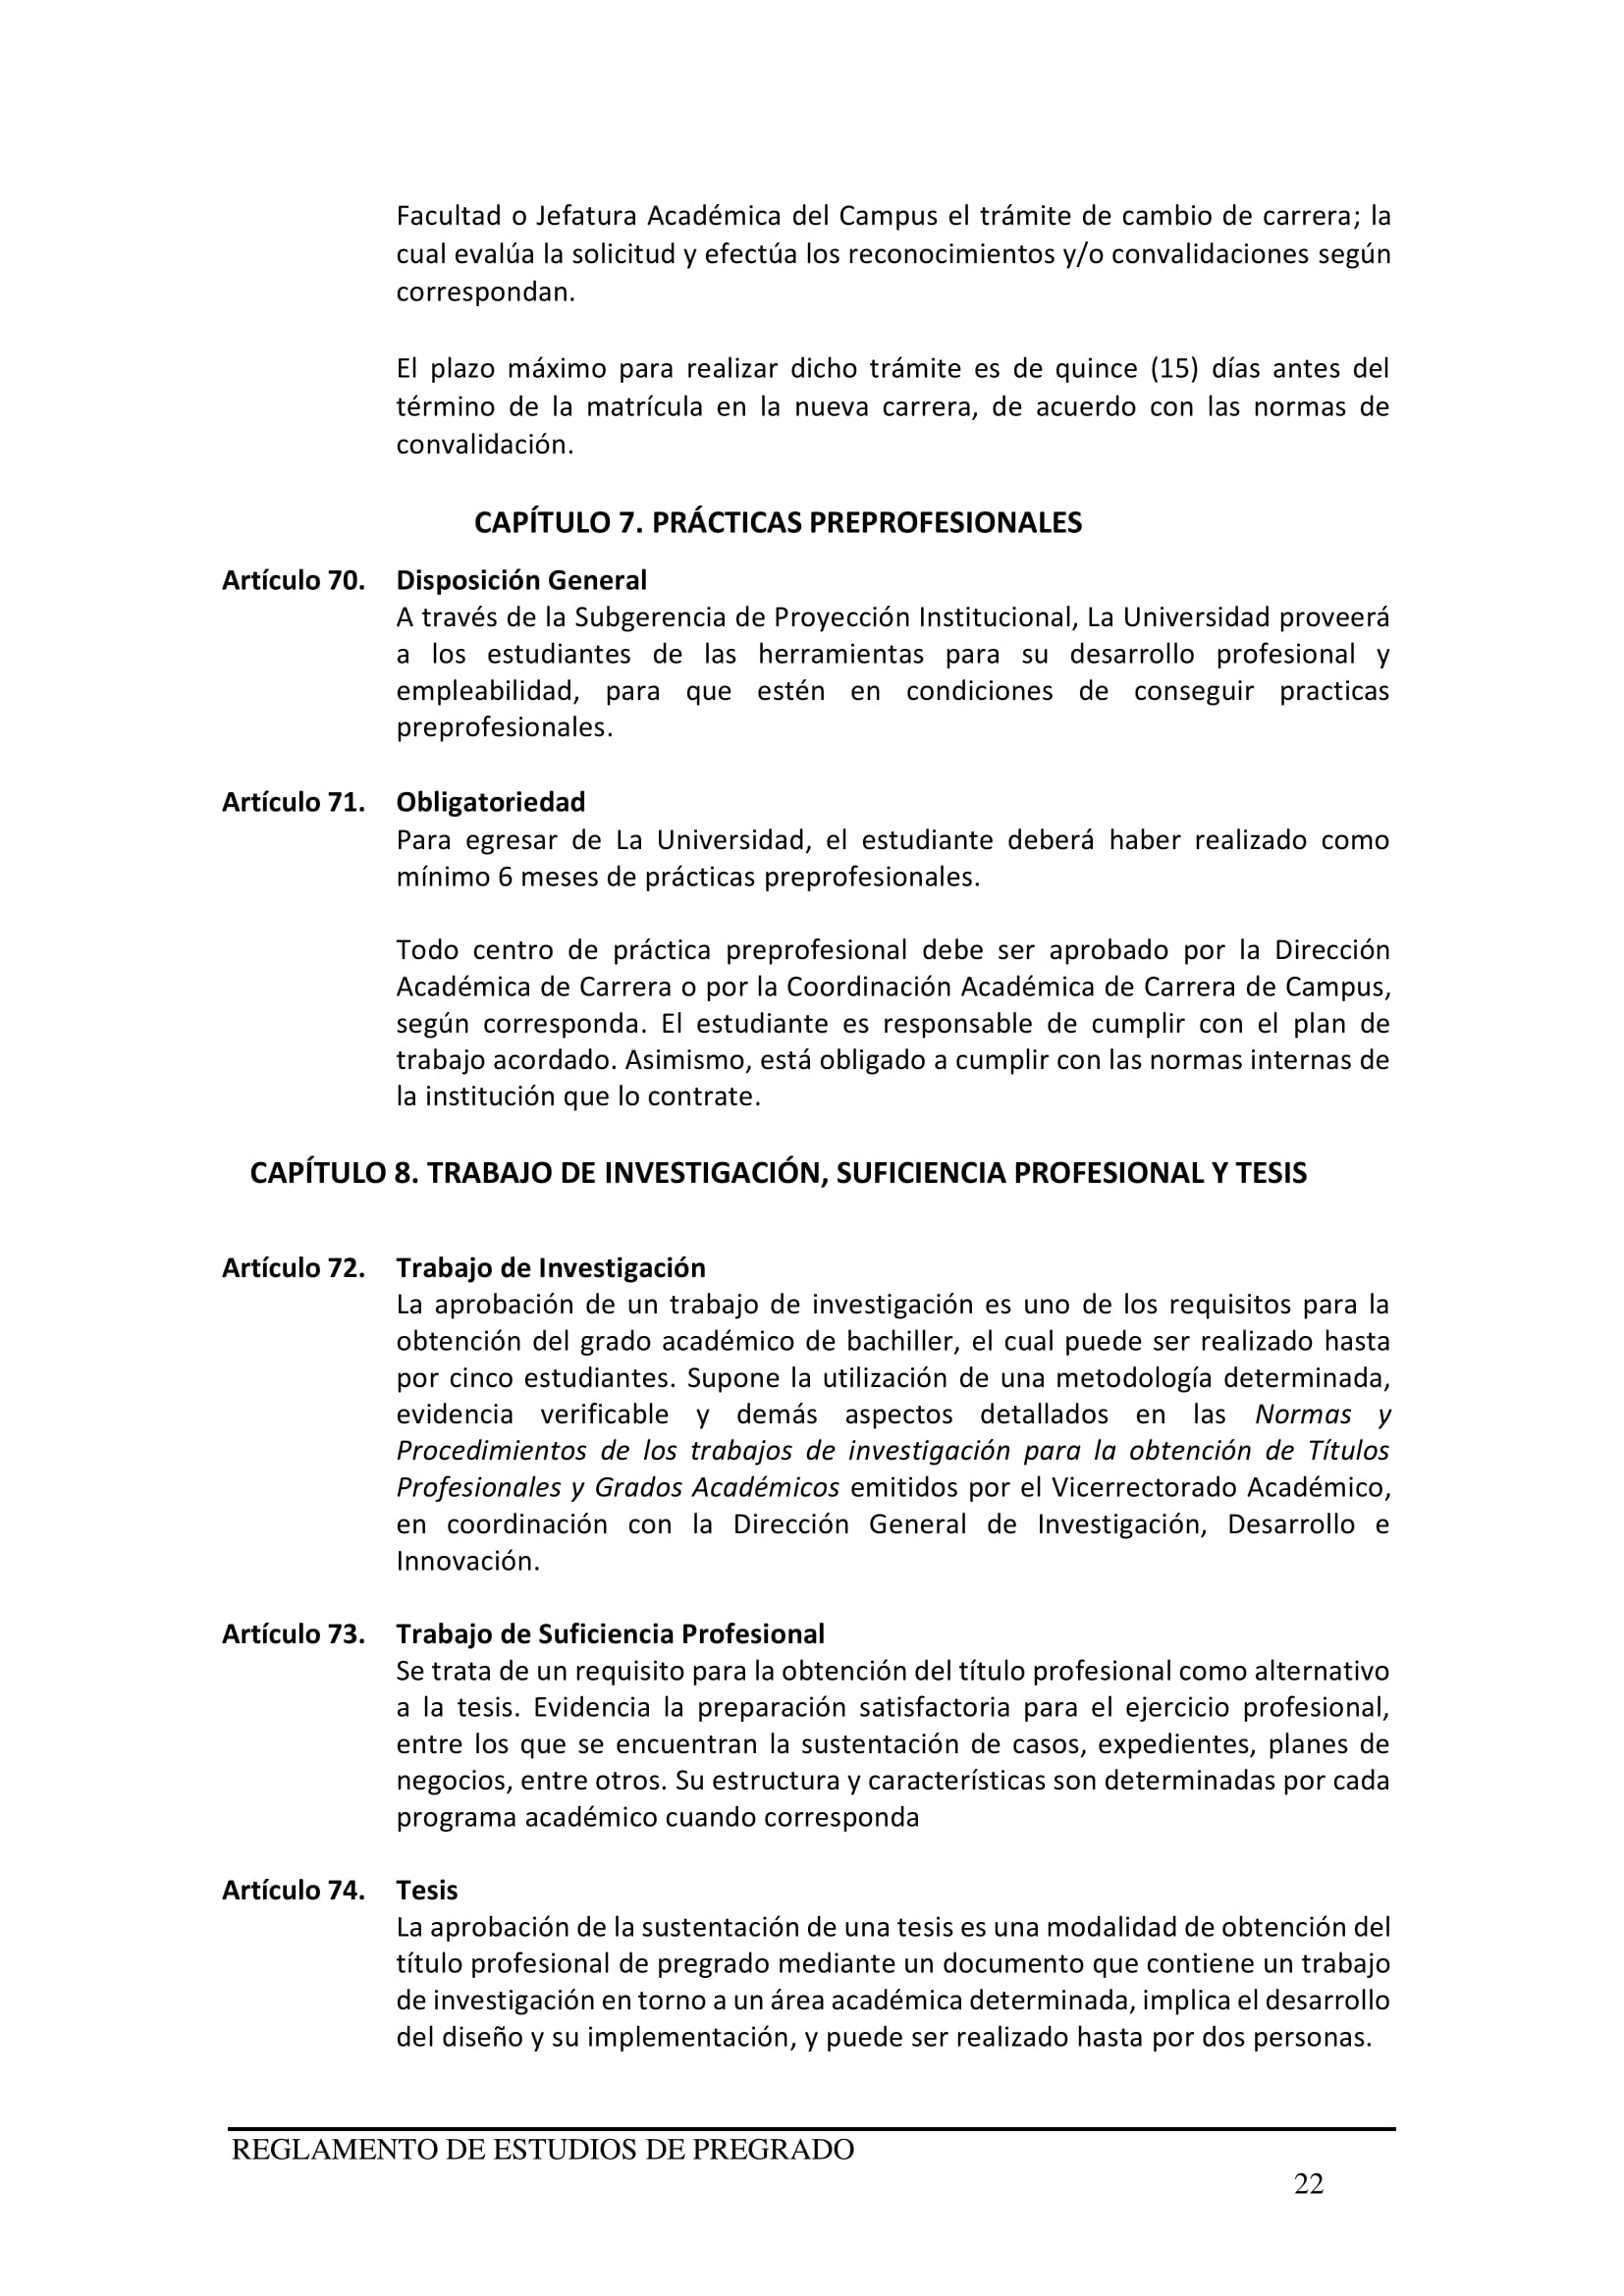 Facultad o Jefatura Académica del Campus el trámite de cambio de carrera; la
cual evalúa la solicitud y efectúa los reconocimientos y/o convalidaciones según
correspondan.
El plazo máximo para realizar dicho trámite es de quince (15) días antes del
término de la matrícula en la nueva carrera, de acuerdo con las normas de
convalidación.
CAPÍTULO 7. PRÁCTICAS PREPROFESIONALES
Artículo 70. Disposición General
A través de la Subgerencia de Proyección Institucional, La Universidad proveerá
a los estudiantes de las herramientas para su desarrollo profesional y
empleabilidad, para que estén en condiciones de conseguir practicas
preprofesionales.
Artículo 71. Obligatoriedad
Para egresar de La Universidad, el estudiante deberá haber realizado como
mínimo 6 meses de prácticas preprofesionales.
Todo centro de práctica preprofesional debe ser aprobado por la Dirección
Académica de Carrera o por la Coordinación Académica de Carrera de Campus,
según corresponda. El estudiante es responsable de cumplir con el plan de
trabajo acordado. Asimismo, está obligado a cumplir con las normas internas de
la institución que lo contrate.
CAPÍTULO 8. TRABAJO DE INVESTIGACIÓN, SUFICIENCIA PROFESIONAL Y TESIS
Artículo 72. Trabajo de Investigación
La aprobación de un trabajo de investigación es uno de los requisitos para la
obtención del grado académico de bachiller, el cual puede ser realizado hasta
por cinco estudiantes. Supone la utilización de una metodología determinada,
evidencia verificable y demás aspectos detallados en las Normas y
Procedimientos de los trabajos de investigación para la obtención de Títulos
Profesionales y Grados Académicos emitidos por el Vicerrectorado Académico,
en coordinación con la Dirección General de Investigación, Desarrollo e
Innovación.
Artículo 73. Trabajo de Suficiencia Profesional
Se trata de un requisito para la obtención del título profesional como alternativo
a la tesis. Evidencia la preparación satisfactoria para el ejercicio profesional,
entre los que se encuentran la sustentación de casos, expedientes, planes de
negocios, entre otros. Su estructura y características son determinadas por cada
programa académico cuando corresponda
Artículo 74. Tesis
La aprobación de la sustentación de una tesis es una modalidad de obtención del
título profesional de pregrado mediante un documento que contiene un trabajo
de investigación en torno a un área académica determinada, implica el desarrollo
del diseño y su implementación, y puede ser realizado hasta por dos personas.
REGLAMENTO DE ESTUDIOS DE PREGRADO
22